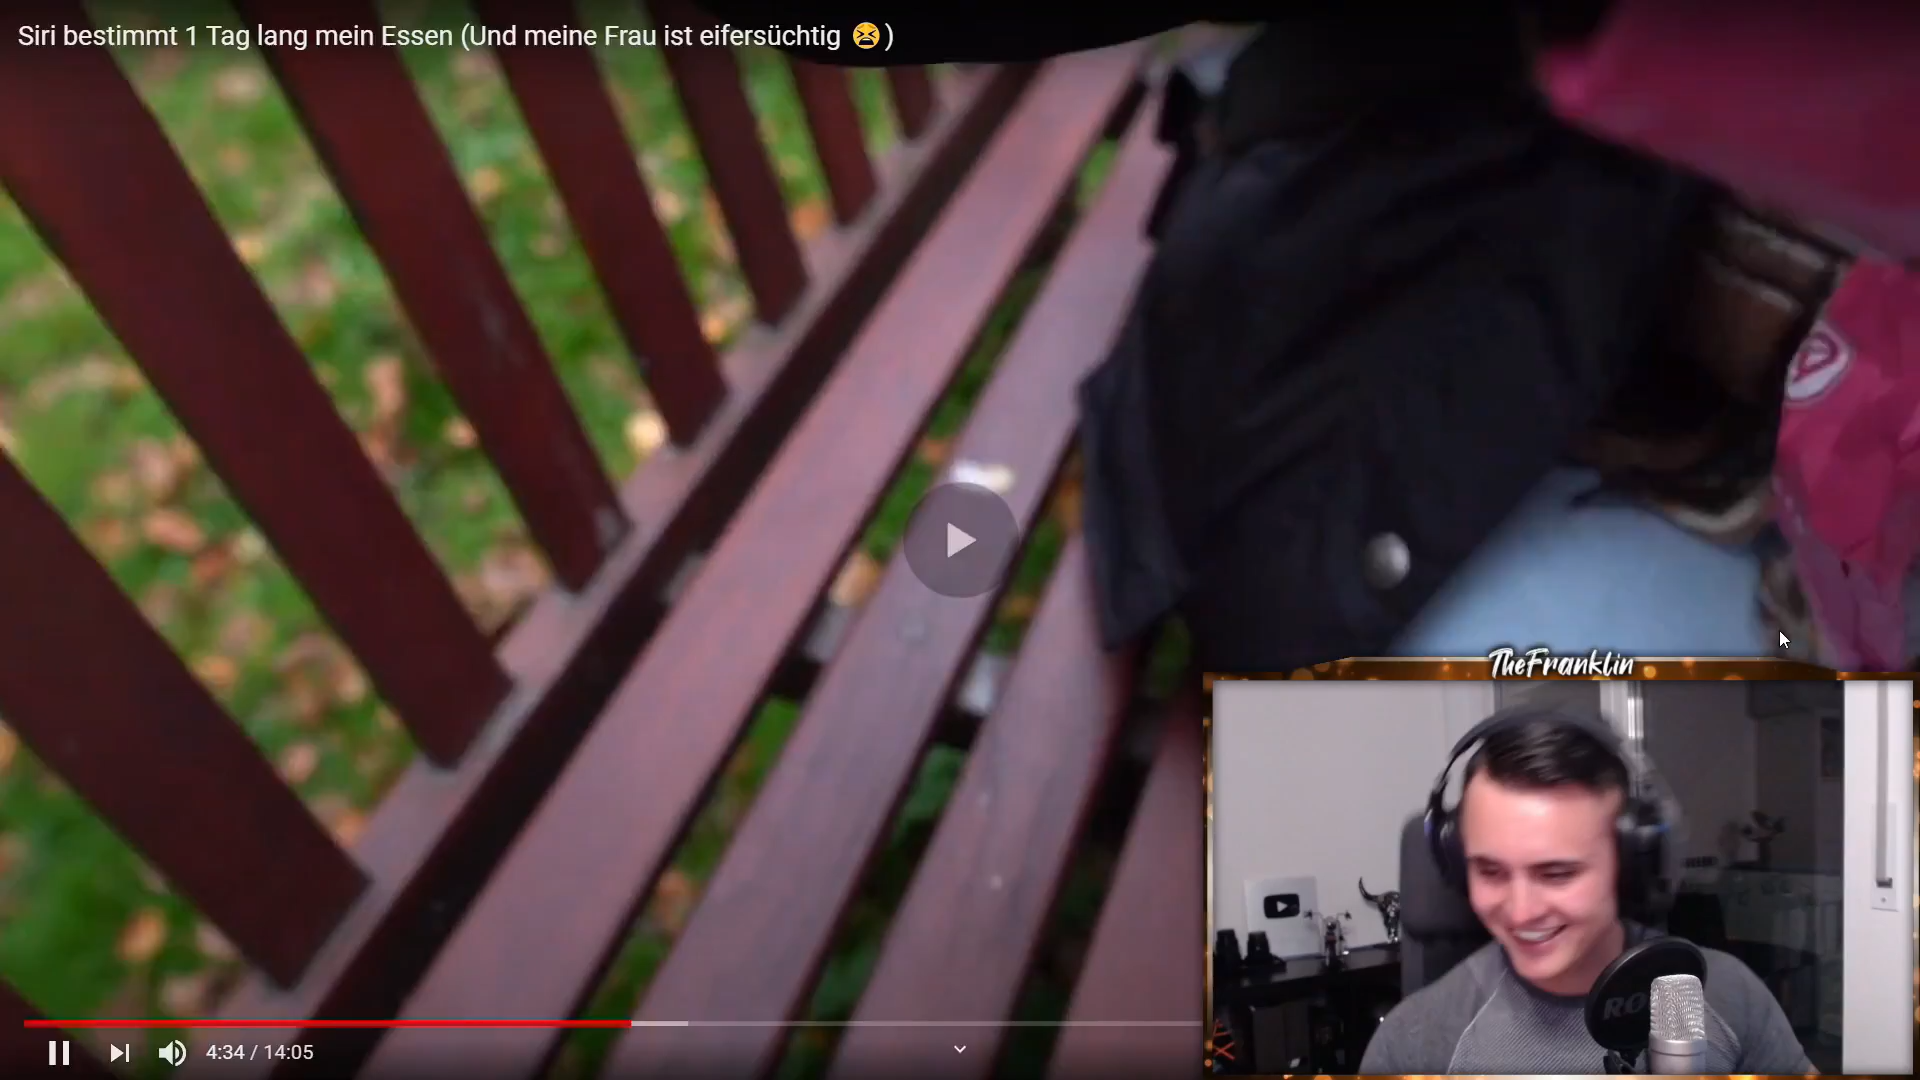 Siri bestimmt 1 Tag lang mein Essen (Und meine Frau ist eifersüchtig 😫)
TheFranklin
4:34 / 14:05